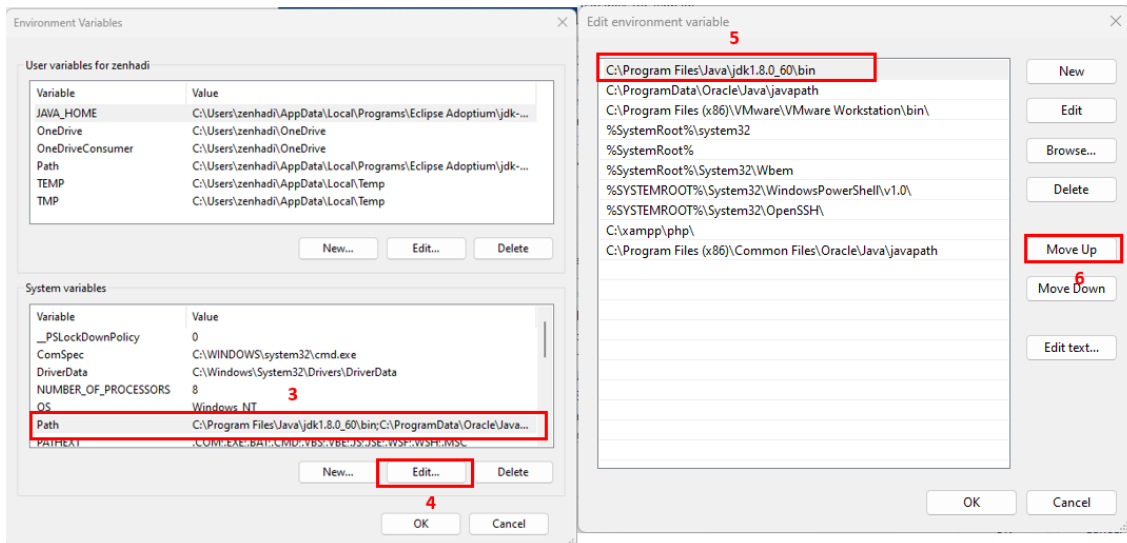 Environment Variables
User variables for zenhadi
Variable Value
JAVA_HOME C:\Users\zenhadi\AppData\Local\Programs\Eclipse Adoptium\jdk-...
OneDrive C:\Users\zenhadi\OneDrive
OneDriveConsumer C:\Users\zenhadi\OneDrive
Path C:\Users\zenhadi\AppData\Local\Programs\Eclipse Adoptium\jdk-...
TEMP C:\Users\zenhadi\AppData\Local\Temp
TMP C:\Users\zenhadi\AppData\Local\Temp
New... Edit... Delete
System variables
Variable Value
__PSLockDownPolicy 0
ComSpec C:\WINDOWS\system32\cmd.exe
DriverData C:\Windows\System32\Drivers\DriverData
NUMBER_OF_PROCESSORS 8
3
OS Windows_NT
Path C:\Program Files\Java\jdk1.8.0_60\bin;C:\ProgramData\Oracle\Java...
PATHEXT .COM;.EXE;.BAT;.CMD;.VBS;.VBE;.JS;.JSE;.WSF;.WSH;.MSC
New... Edit... Delete
4
OK Cancel
Edit environment variable
5
C:\Program Files\Java\jdk1.8.0_60\bin
C:\ProgramData\Oracle\Java\javapath
C:\Program Files (x86)\VMware\VMware Workstation\bin\
%SystemRoot%\system32
%SystemRoot%
%SystemRoot%\System32\Wbem
%SYSTEMROOT%\System32\WindowsPowerShell\v1.0\
%SYSTEMROOT%\System32\OpenSSH\
C:\xampp\php\
C:\Program Files (x86)\Common Files\Oracle\Java\javapath
New
Edit
Browse...
Delete
Move Up
6
Move Down
Edit text...
OK Cancel